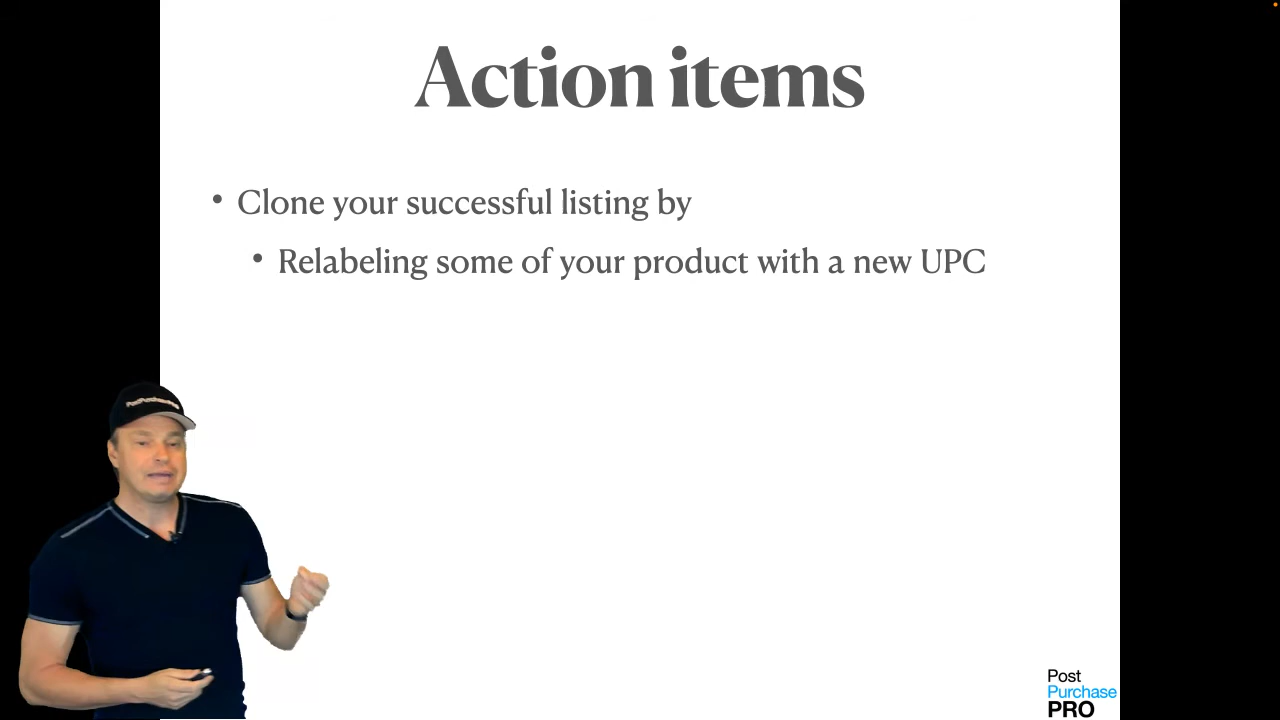 Action items
• Clone your successful listing by
• Relabeling some of your product with a new UPC
Post
Purchase
PRO